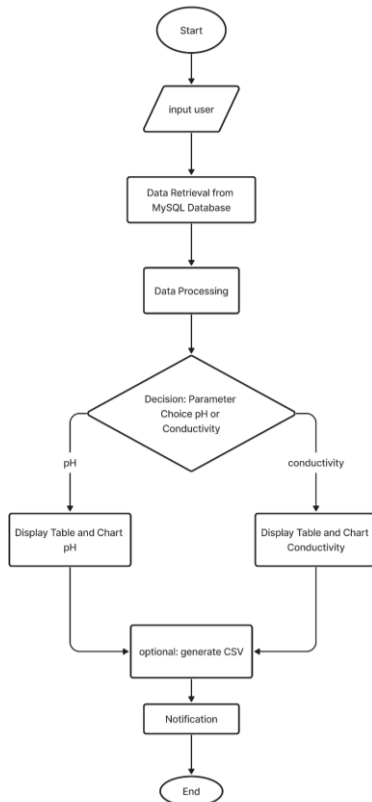 Start
input user
Data Retrieval from
MySQL Database
Data Processing
Decision: Parameter
Choice pH or
Conductivity
pH
conductivity
Display Table and Chart
pH
Display Table and Chart
Conductivity
optional: generate CSV
Notification
End